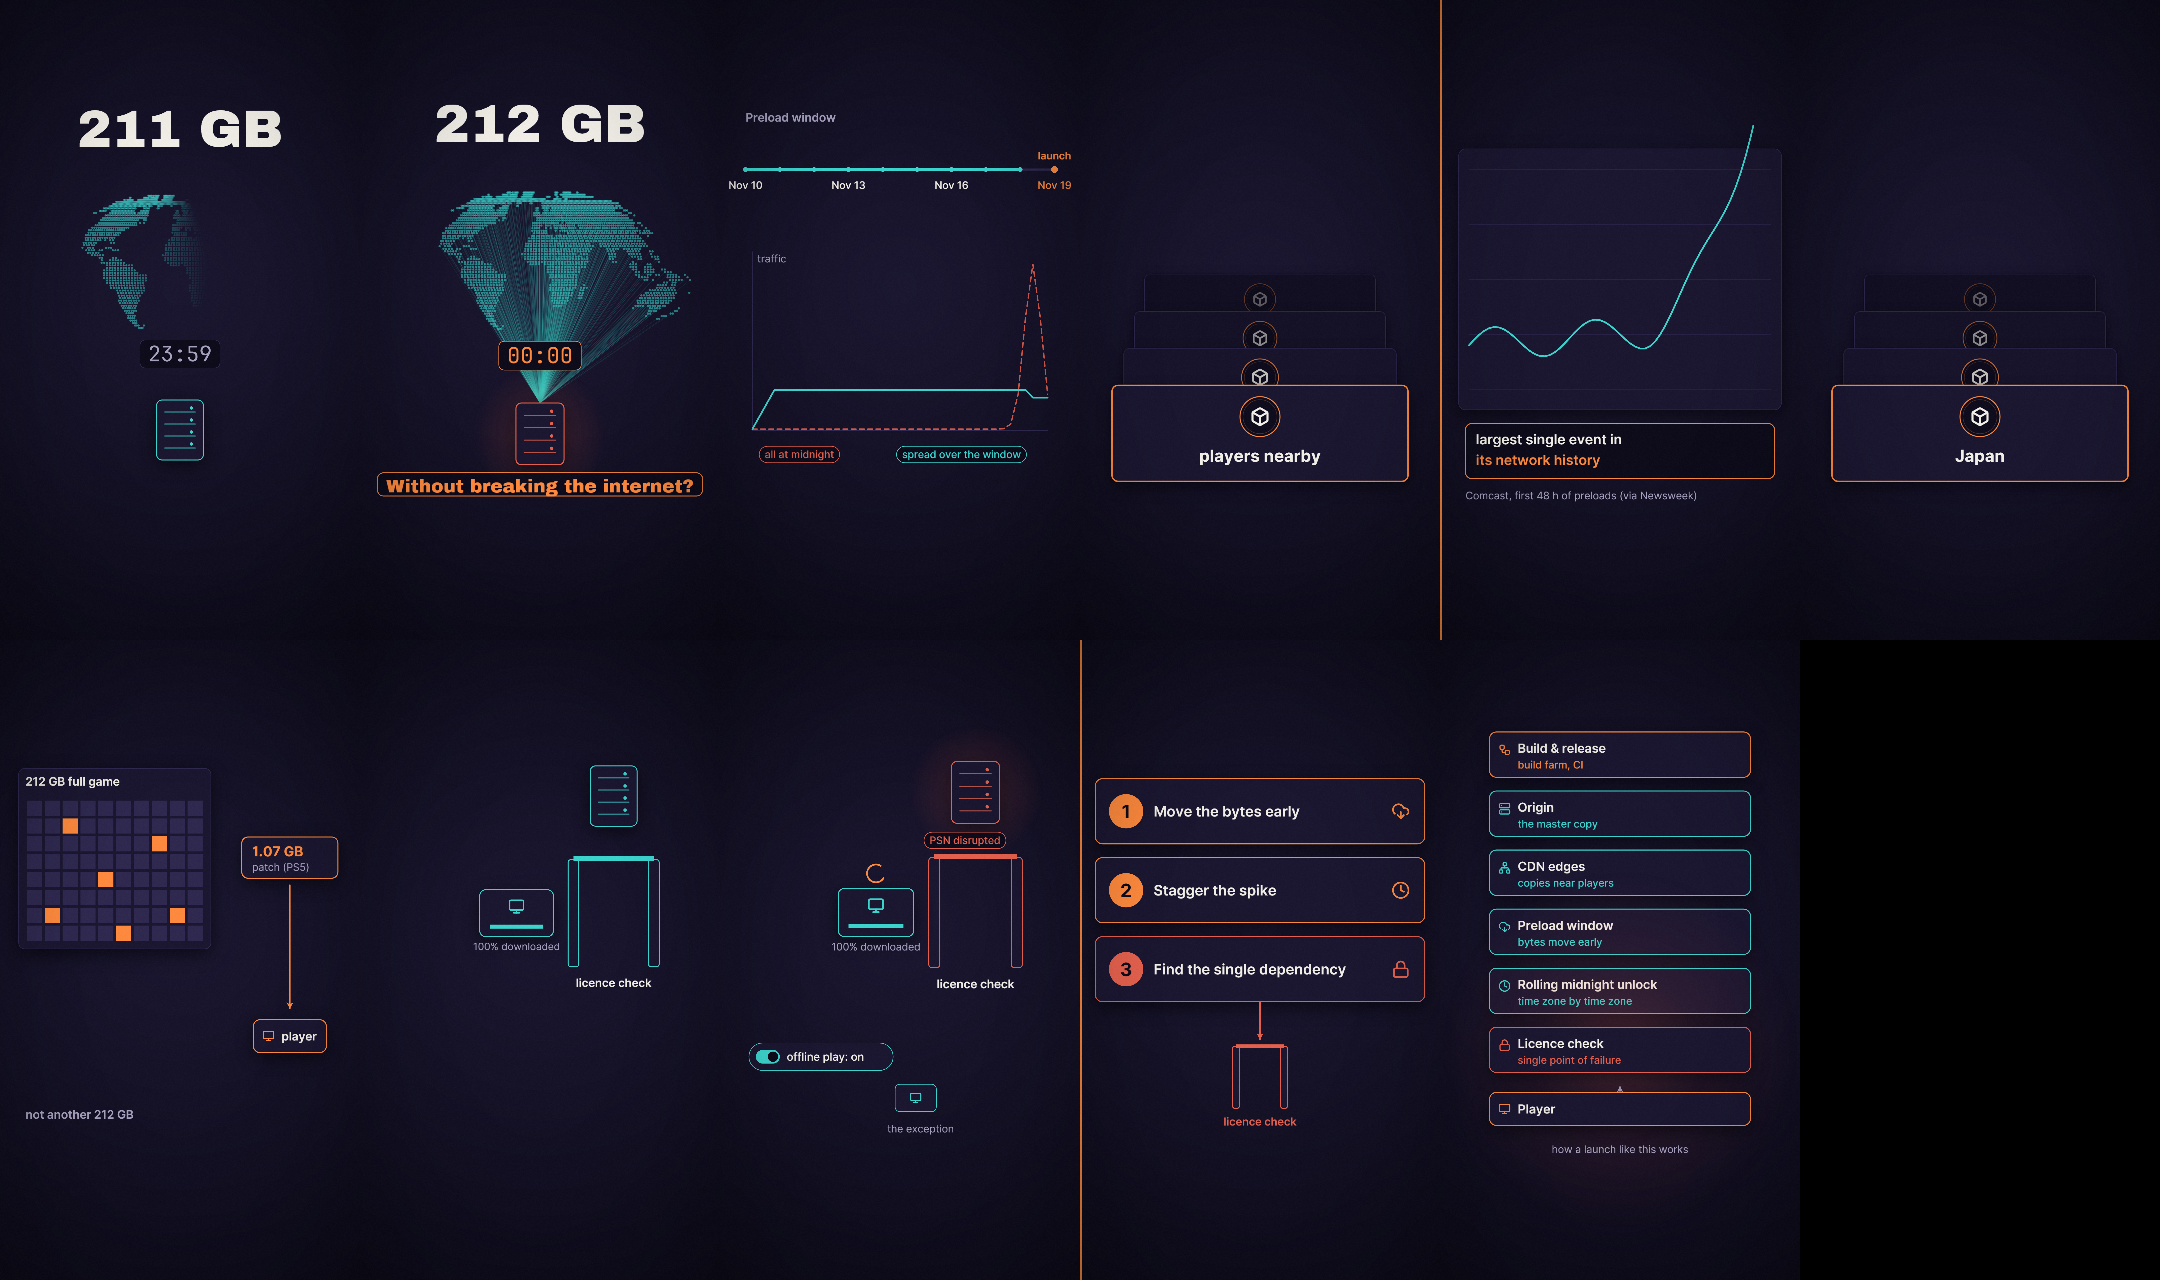 211 GB
23:59
212 GB
00:00
Without breaking the internet?
Preload window
launch
Nov 10
Nov 13
Nov 16
Nov 19
traffic
all at midnight
spread over the window
players nearby
largest single event in
its network history
Comcast, first 48 h of preloads (via Newsweek)
Japan
212 GB full game
1.07 GB
patch (PS5)
player
not another 212 GB
100% downloaded
licence check
PSN disrupted
100% downloaded
licence check
offline play: on
the exception
1 Move the bytes early
2 Stagger the spike
3 Find the single dependency
licence check
Build & release
build farm, CI
Origin
the master copy
CDN edges
copies near players
Preload window
bytes move early
Rolling midnight unlock
time zone by time zone
Licence check
single point of failure
Player
how a launch like this works